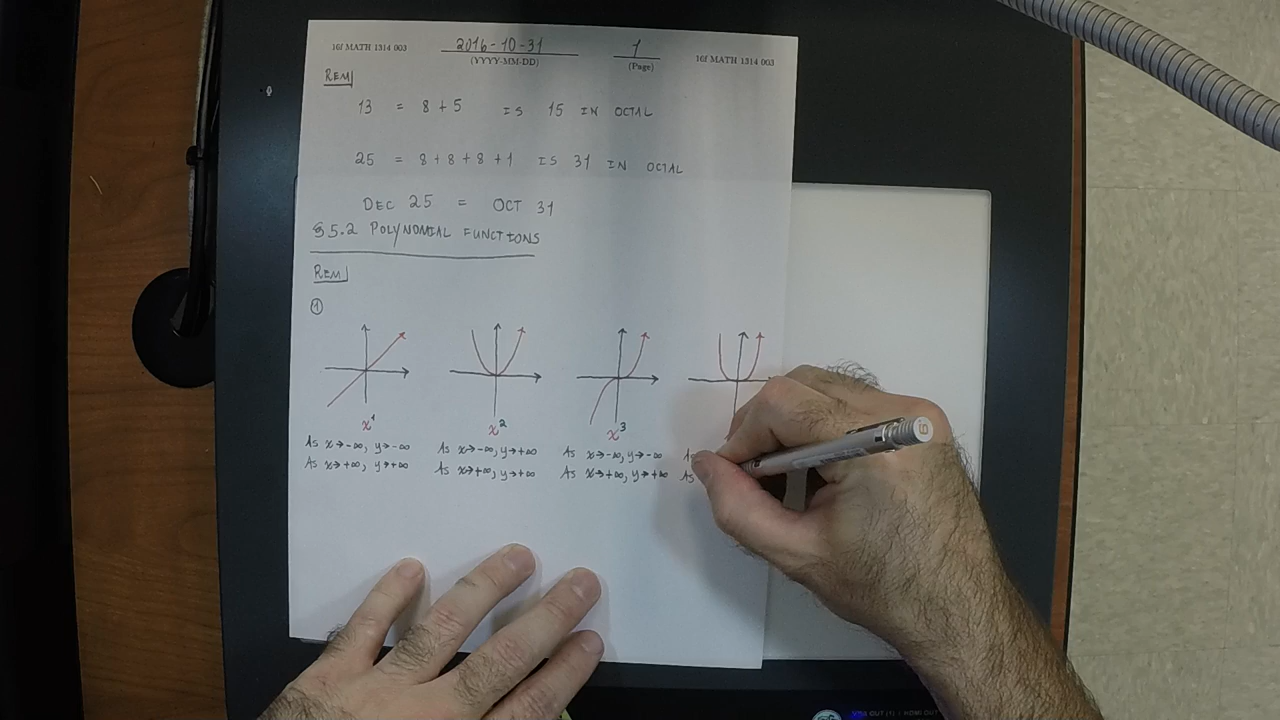 16f MATH 1314 003 2016-10-31 1 16f MATH 1314 003
(YYYY-MM-DD) (Page)
REM
13 = 8 + 5 IS 15 IN OCTAL
25 = 8 + 8 + 8 + 1 IS 31 IN OCTAL
DEC 25 = OCT 31
§5.2 POLYNOMIAL FUNCTIONS
REM
①
x¹ x² x³
As x→-∞, y→-∞ As x→-∞, y→+∞ As x→-∞, y→-∞
As x→+∞, y→+∞ As x→+∞, y→+∞ As x→+∞, y→+∞ As